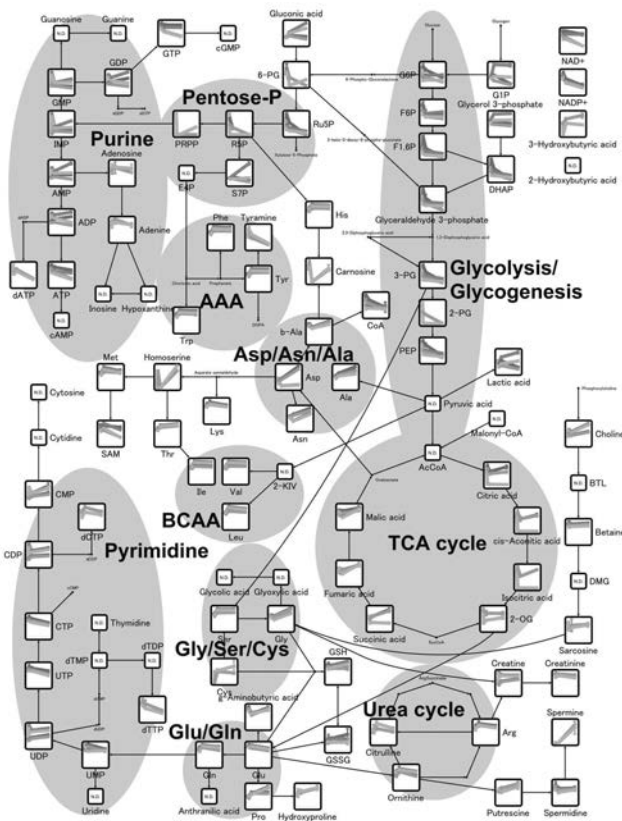 Guanosine Guanine
N.D. N.D.
GTP
N.D.
cGMP
GDP
GMP
IMP
Purine
Adenosine
AMP
ADP
Adenine
dATP
ATP
N.D.
cAMP
N.D. N.D.
Inosine
Hypoxanthine
Gluconic acid
6-PG
Pentose-P
PRPP
R5P
Ru5P
N.D.
E4P
S7P
Phe Tyramine
Tyr
AAA
Trp
His
Carnosine
b-Ala
CoA
G6P
G1P
F6P
F1,6P
Glycerol 3-phosphate
DHAP
Glyceraldehyde 3-phosphate
3-PG
2-PG
PEP
Glycolysis/
Glycogenesis
NAD+
NADP+
3-Hydroxybutyric acid
N.D.
2-Hydroxybutyric acid
Asp/Asn/Ala
Met
Homoserine
Asp
Ala
Asn
Lys
SAM
Thr
Ile
Val
N.D.
2-KIV
Leu
BCAA
N.D.
Pyruvic acid
Lactic acid
N.D.
Malonyl-CoA
N.D.
AcCoA
Citric acid
cis-Aconitic acid
Isocitric acid
2-OG
Succinic acid
Fumaric acid
Malic acid
TCA cycle
Choline
N.D.
BTL
Betaine
N.D.
DMG
Sarcosine
N.D.
Cytosine
N.D.
Cytidine
CMP
dCTP
CDP
Pyrimidine
CTP
N.D.
Thymidine
UTP
dTMP
N.D.
dTDP
N.D.
dTTP
UDP
UMP
N.D.
Uridine
N.D. N.D.
Glycolic acid Glyoxylic acid
Ser
Gly
Gly/Ser/Cys
Cys
GSH
GSSG
Glu/Gln
Gln
Glu
N.D.
Anthranilic acid
Pro
Hydroxyproline
Urea cycle
Citrulline
Arg
Ornithine
Creatine Creatinine
Spermine
Putrescine
Spermidine